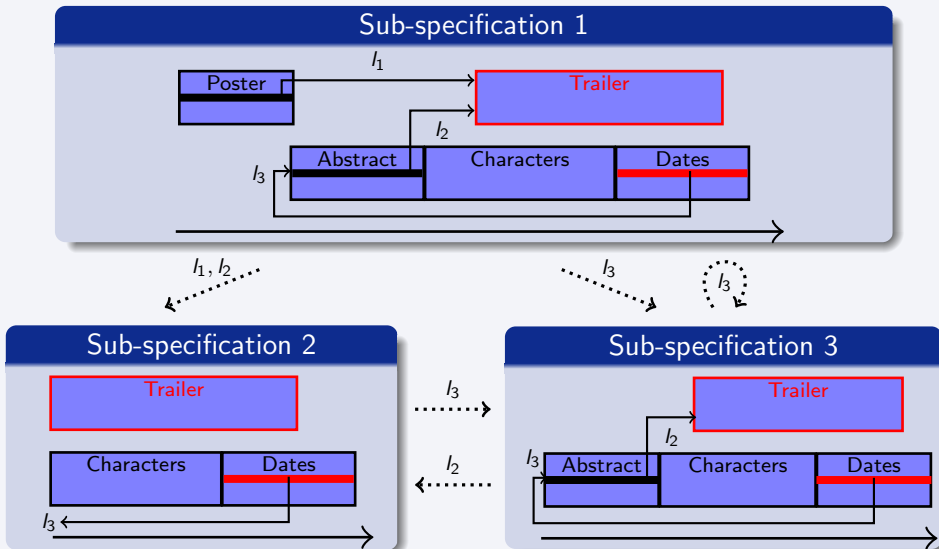 Sub-specification 1
l₁
Poster
Trailer
l₂
Abstract
Characters
Dates
l₃
l₁, l₂
l₃
l₃
Sub-specification 2
Trailer
Characters
Dates
l₃
l₃
l₂
Sub-specification 3
Trailer
l₂
l₃
Abstract
Characters
Dates